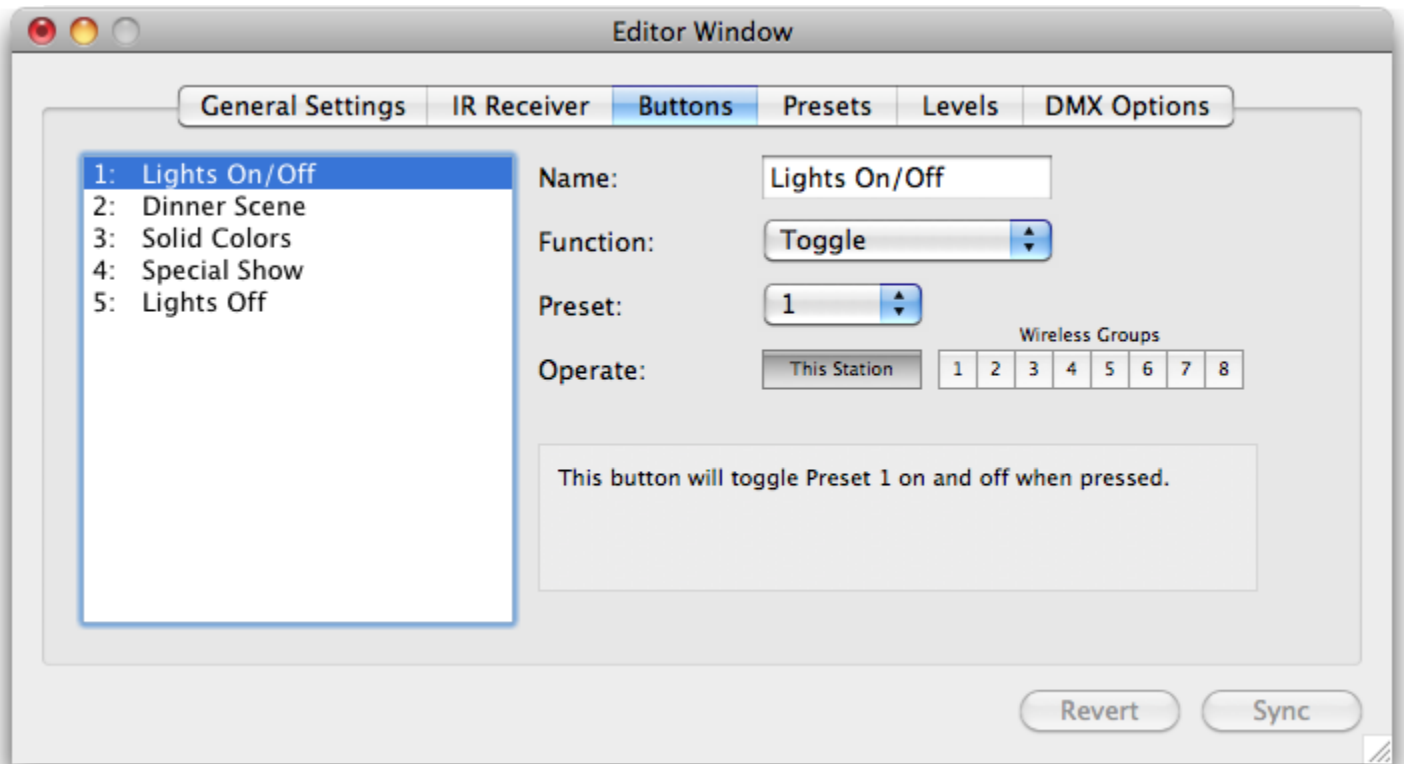 Editor Window
General Settings IR Receiver Buttons Presets Levels DMX Options
1: Lights On/Off
2: Dinner Scene
3: Solid Colors
4: Special Show
5: Lights Off
Name: Lights On/Off
Function: Toggle
Preset: 1
Wireless Groups
Operate: This Station 1 2 3 4 5 6 7 8
This button will toggle Preset 1 on and off when pressed.
Revert Sync